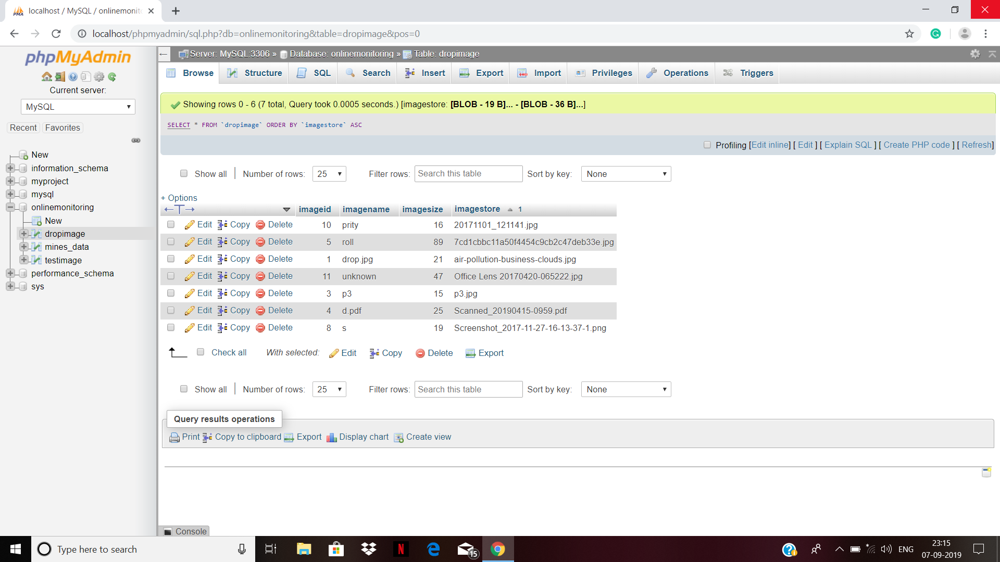 localhost / MySQL / onlinemonito
localhost/phpmyadmin/sql.php?db=onlinemonitoring&table=dropimage&pos=0
phpMyAdmin
Current server:
MySQL
Recent Favorites
New
information_schema
myproject
mysql
onlinemonitoring
New
dropimage
mines_data
testimage
performance_schema
sys
Server: MySQL:3306 » Database: onlinemonitoring » Table: dropimage
Browse Structure SQL Search Insert Export Import Privileges Operations Triggers
Showing rows 0 - 6 (7 total, Query took 0.0005 seconds.) [imagestore: [BLOB - 19 B]... - [BLOB - 36 B]...]
SELECT * FROM `dropimage` ORDER BY `imagestore` ASC
Profiling [Edit inline] [ Edit ] [ Explain SQL ] [ Create PHP code ] [ Refresh]
Show all Number of rows: 25 Filter rows: Search this table Sort by key: None
+ Options
imageid imagename imagesize imagestore 1
Edit Copy Delete 10 prity 16 20171101_121141.jpg
Edit Copy Delete 5 roll 89 7cd1cbbc11a50f4454c9cb2c47deb33e.jpg
Edit Copy Delete 1 drop.jpg 21 air-pollution-business-clouds.jpg
Edit Copy Delete 11 unknown 47 Office Lens 20170420-065222.jpg
Edit Copy Delete 3 p3 15 p3.jpg
Edit Copy Delete 4 d.pdf 25 Scanned_20190415-0959.pdf
Edit Copy Delete 8 s 19 Screenshot_2017-11-27-16-13-37-1.png
Check all With selected: Edit Copy Delete Export
Show all Number of rows: 25 Filter rows: Search this table Sort by key: None
Query results operations
Print Copy to clipboard Export Display chart Create view
Console
Type here to search
15
ENG
23:15
07-09-2019